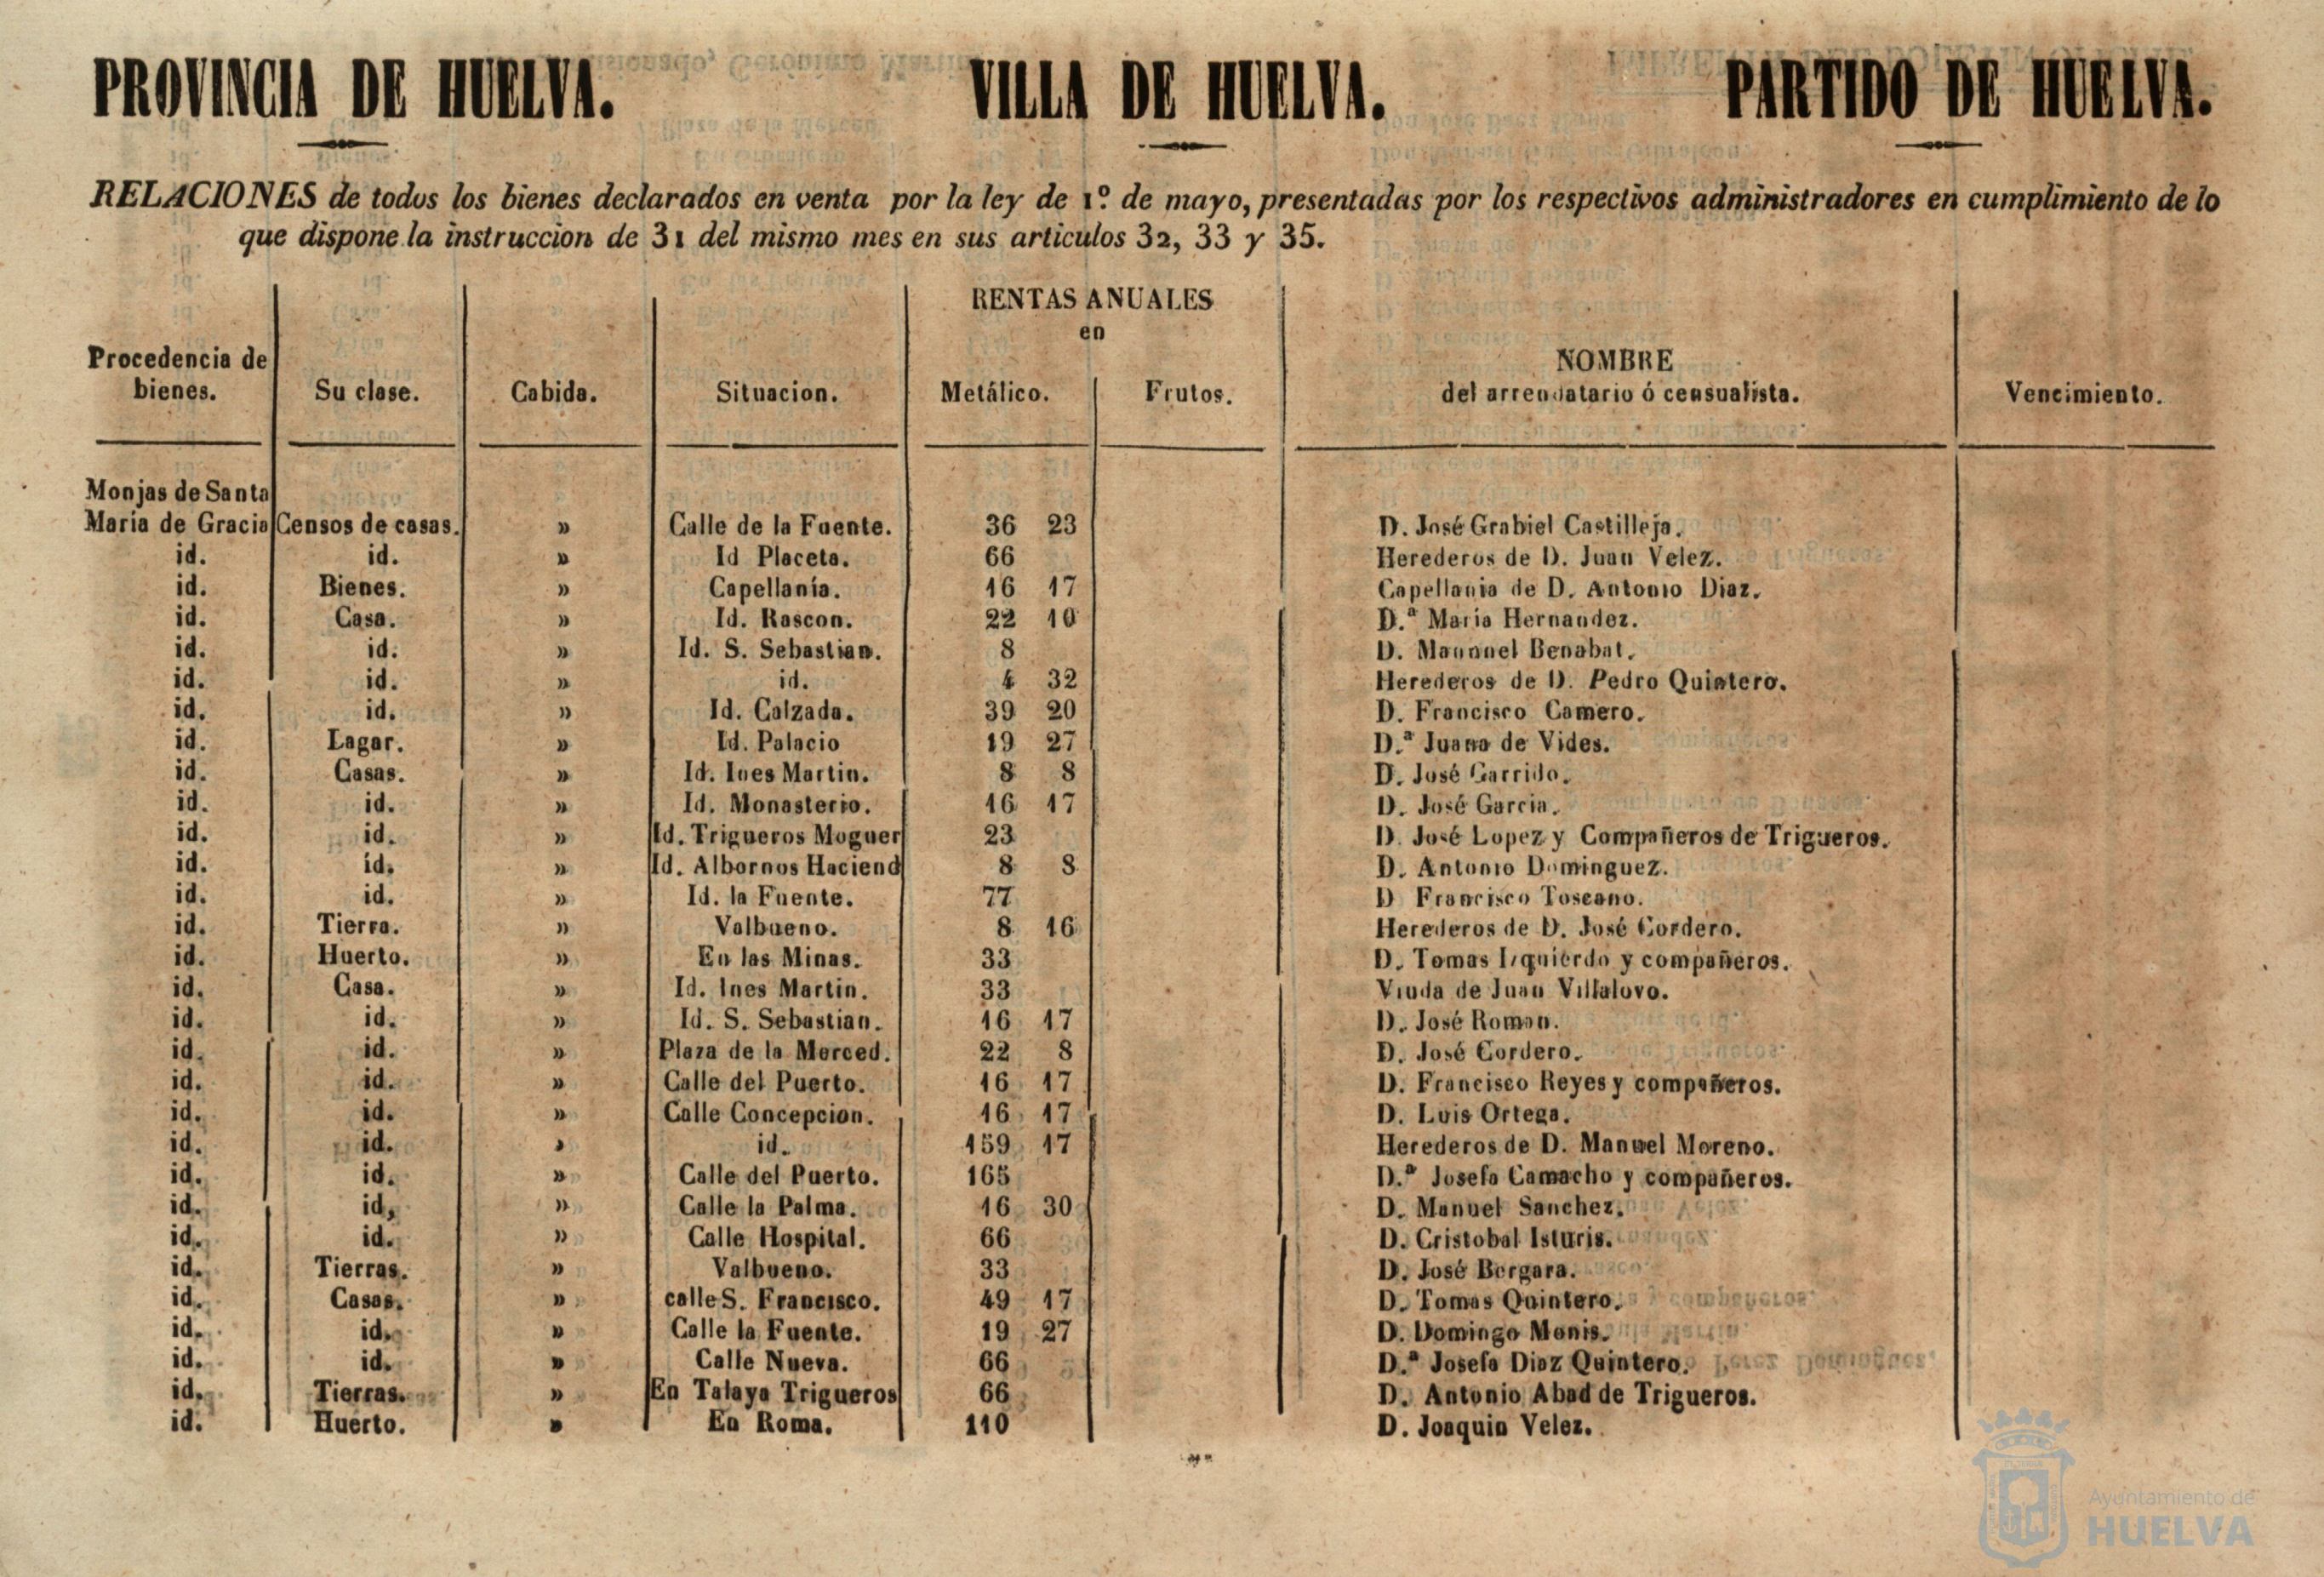 PROVINCIA DE HUELVA. VILLA DE HUELVA. PARTIDO DE HUELVA.
RELACIONES de todos los bienes declarados en venta por la ley de 1º. de mayo, presentadas por los respectivos administradores en cumplimiento de lo
que dispone la instruccion de 31 del mismo mes en sus articulos 32, 33 y 35.
RENTAS ANUALES
en
Procedencia de bienes. Su clase. Cabida. Situacion. Metálico. Frutos. NOMBRE del arrendatario ó censualista. Vencimiento.
Monjas de Santa
Maria de Gracia Censos de casas. » Calle de la Fuente. 36 23 D. José Grabiel Castilleja.
id. id. » Id Placeta. 66 Herederos de D. Juan Velez.
id. Bienes. » Capellanía. 16 17 Capellania de D. Antonio Diaz.
id. Casa. » Id. Rascon. 22 10 D.ª Maria Hernandez.
id. id. » Id. S. Sebastian. 8 D. Manuuel Benabat.
id. id. » id. 4 32 Herederos de D. Pedro Quintero.
id. id. » Id. Calzada. 39 20 D. Francisco Camero.
id. Lagar. » Id. Palacio 19 27 D.ª Juana de Vides.
id. Casas. » Id. Ines Martin. 8 8 D. José Garrido.
id. id. » Id. Monasterio. 16 17 D. José Garcia.
id. id. » Id. Trigueros Moguer 23 D. José Lopez y Compañeros de Trigueros.
id. id. » Id. Albornos Haciend 8 8 D. Antonio Dominguez.
id. id. » Id. la Fuente. 77 D Francisco Toscano.
id. Tierra. » Valbueno. 8 16 Herederos de D. José Cordero.
id. Huerto. » En las Minas. 33 D. Tomas Izquierdo y compañeros.
id. Casa. » Id. Ines Martin. 33 Viuda de Juan Villalovo.
id. id. » Id. S. Sebastian. 16 17 D. José Roman.
id. id. » Plaza de la Merced. 22 8 D. José Cordero.
id. id. » Calle del Puerto. 16 17 D. Francisco Reyes y compañeros.
id. id. » Calle Concepcion. 16 17 D. Luis Ortega.
id. id. » id. 159 17 Herederos de D. Manuel Moreno.
id. id. » Calle del Puerto. 165 D.ª Josefa Camacho y compañeros.
id. id, » Calle la Palma. 16 30 D. Manuel Sanchez.
id. id. » Calle Hospital. 66 D. Cristobal Isturis.
id. Tierras. » Valbueno. 33 D. José Bergara.
id. Casas. » calle S. Francisco. 49 17 D. Tomas Quintero.
id. id. » Calle la Fuente. 19 27 D. Domingo Monis.
id. id. » Calle Nueva. 66 D.ª Josefa Diaz Quintero.
id. Tierras. » En Talaya Trigueros 66 D. Antonio Abad de Trigueros.
id. Huerto. » En Roma. 110 D. Joaquin Velez.
Ayuntamiento de
HUELVA